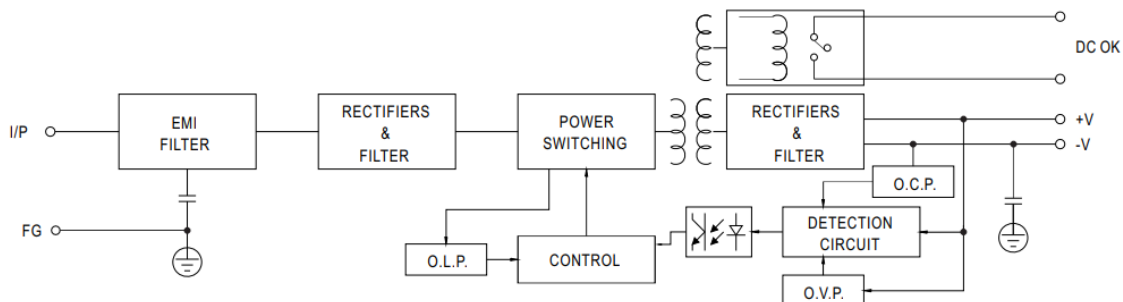 DC OK
I/P
EMI
FILTER
RECTIFIERS
&
FILTER
POWER
SWITCHING
RECTIFIERS
&
FILTER
+V
-V
O.C.P.
FG
O.L.P.
CONTROL
DETECTION
CIRCUIT
O.V.P.